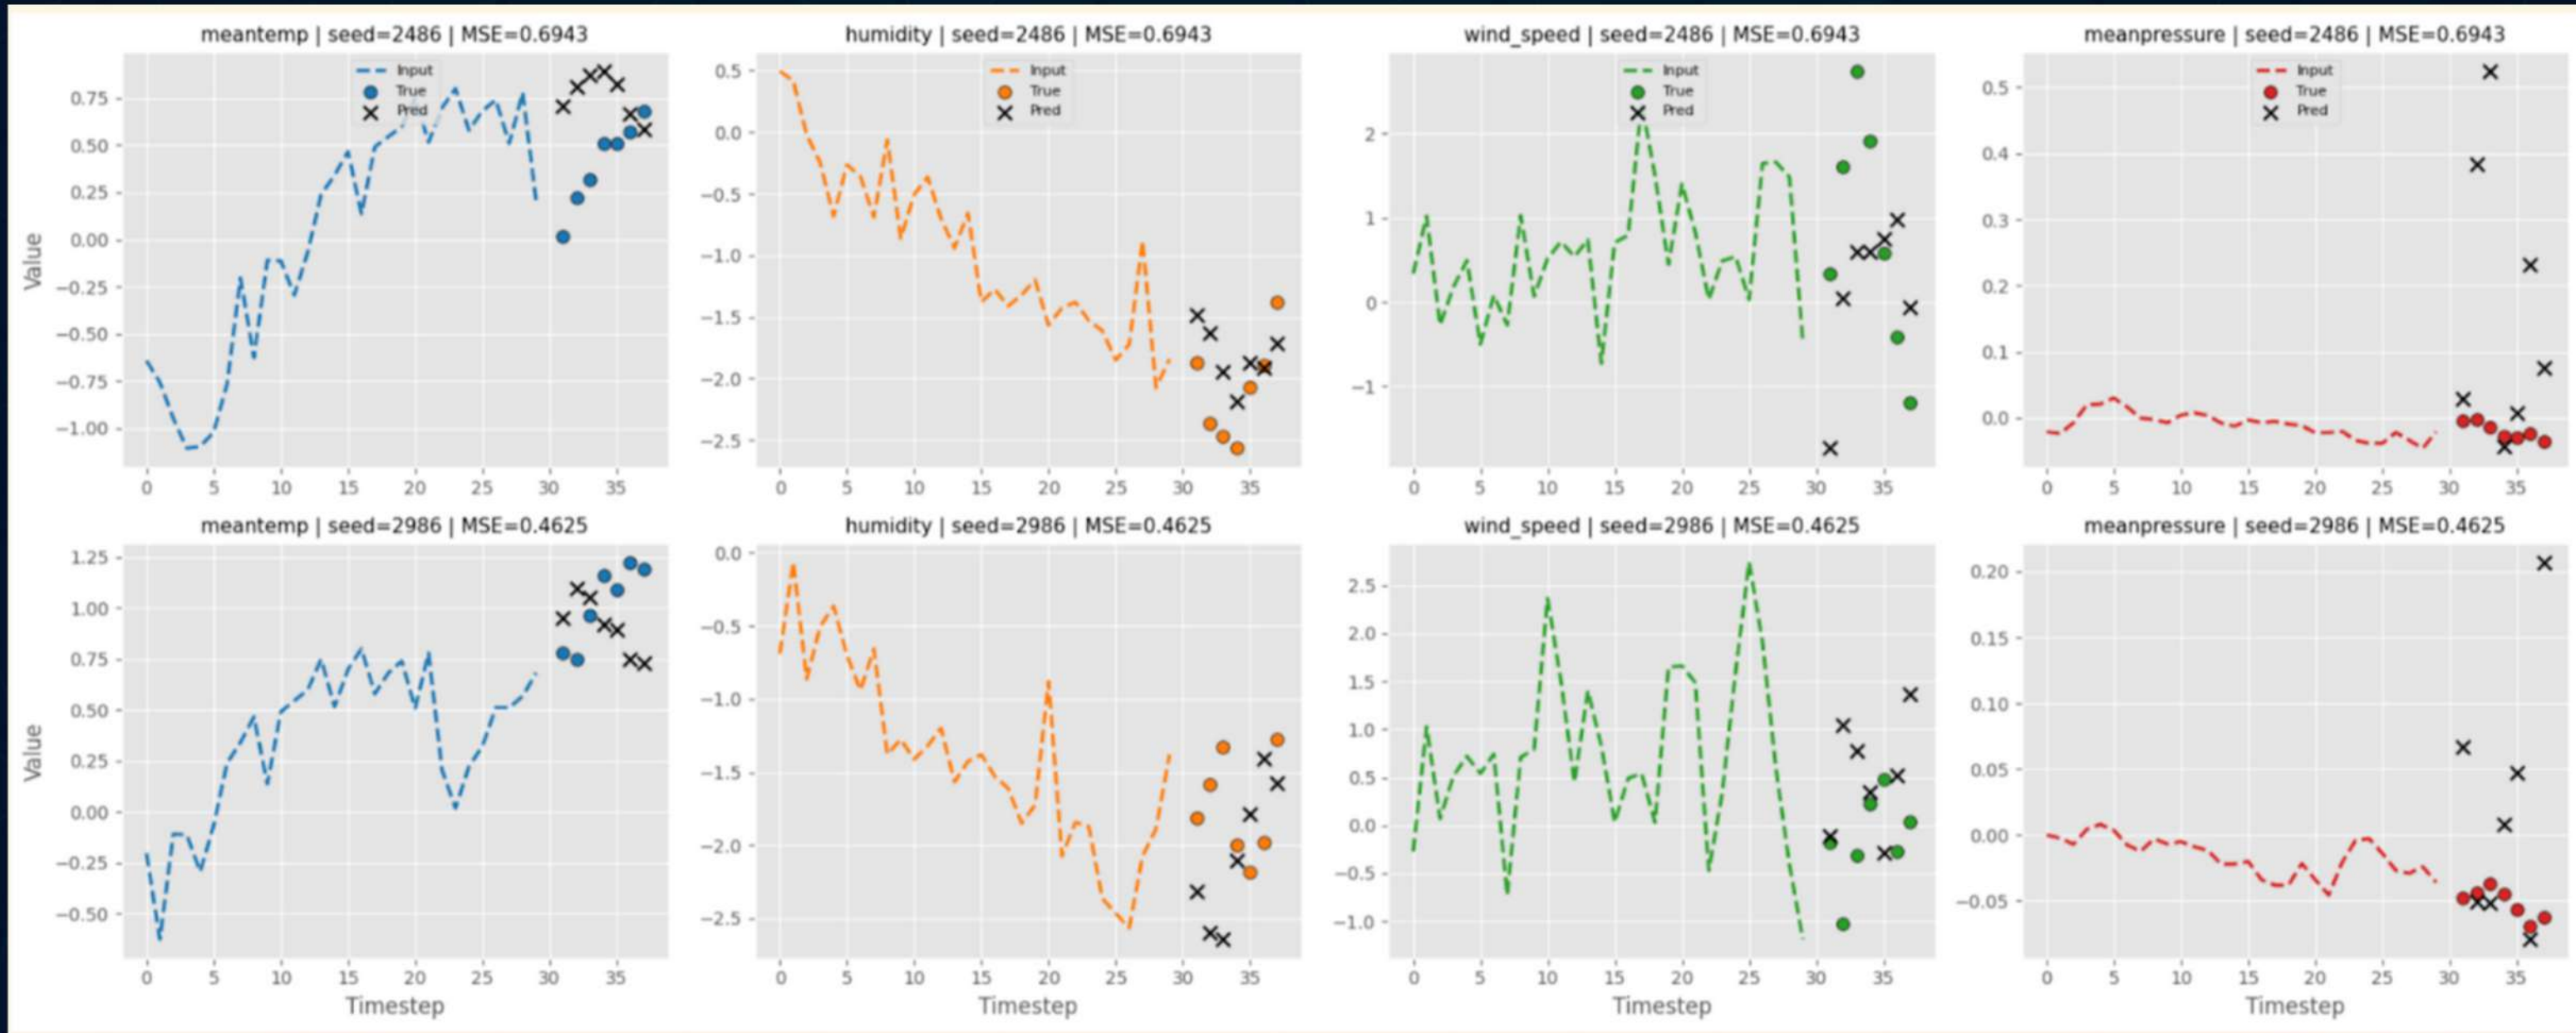 meantemp | seed=2486 | MSE=0.6943
Input
True
Pred
0.75
0.50
0.25
0.00
−0.25
−0.50
−0.75
−1.00
Value
0 5 10 15 20 25 30 35
humidity | seed=2486 | MSE=0.6943
Input
True
Pred
0.5
0.0
−0.5
−1.0
−1.5
−2.0
−2.5
0 5 10 15 20 25 30 35
wind_speed | seed=2486 | MSE=0.6943
Input
True
Pred
2
1
0
−1
0 5 10 15 20 25 30 35
meanpressure | seed=2486 | MSE=0.6943
Input
True
Pred
0.5
0.4
0.3
0.2
0.1
0.0
0 5 10 15 20 25 30 35
meantemp | seed=2986 | MSE=0.4625
1.25
1.00
0.75
0.50
0.25
0.00
−0.25
−0.50
Value
0 5 10 15 20 25 30 35
Timestep
humidity | seed=2986 | MSE=0.4625
0.0
−0.5
−1.0
−1.5
−2.0
−2.5
0 5 10 15 20 25 30 35
Timestep
wind_speed | seed=2986 | MSE=0.4625
2.5
2.0
1.5
1.0
0.5
0.0
−0.5
−1.0
0 5 10 15 20 25 30 35
Timestep
meanpressure | seed=2986 | MSE=0.4625
0.20
0.15
0.10
0.05
0.00
−0.05
0 5 10 15 20 25 30 35
Timestep